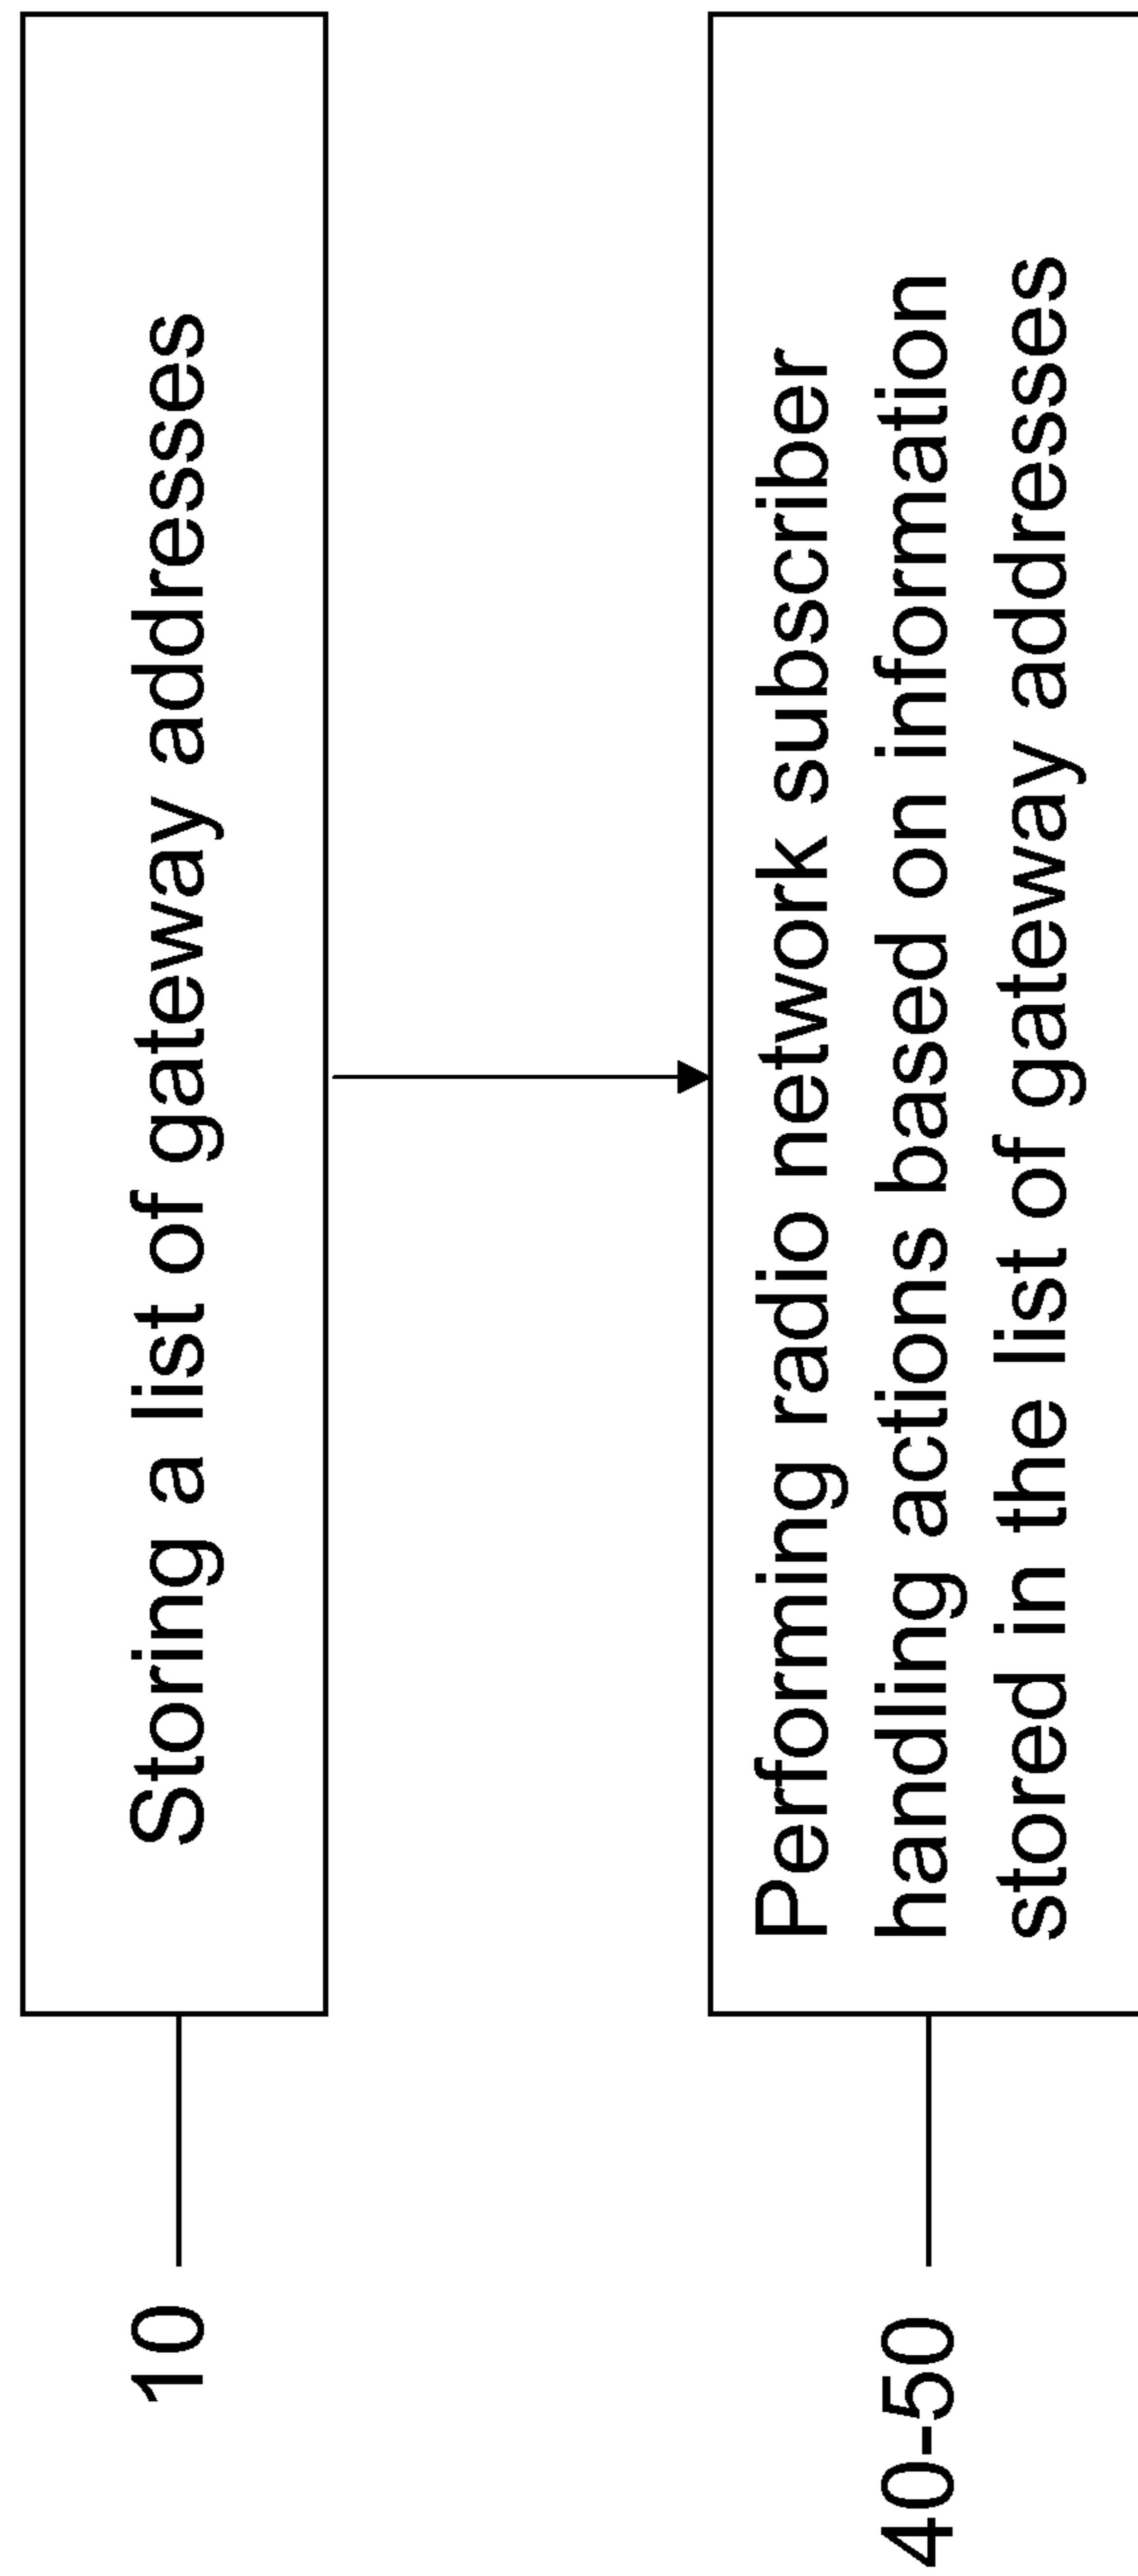 10
Storing a list of gateway addresses
40-50
Performing radio network subscriber
handling actions based on information
stored in the list of gateway addresses